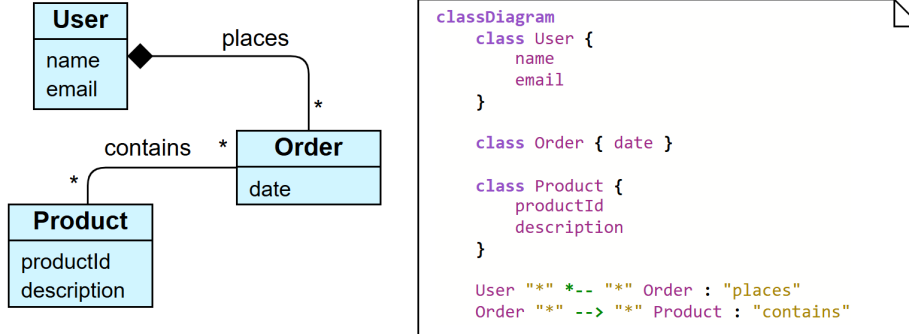 User
name
email
places
*
contains
*
*
Order
date
Product
productId
description
classDiagram
class User {
name
email
}
class Order { date }
class Product {
productId
description
}
User "*" *-- "*" Order : "places"
Order "*" --> "*" Product : "contains"